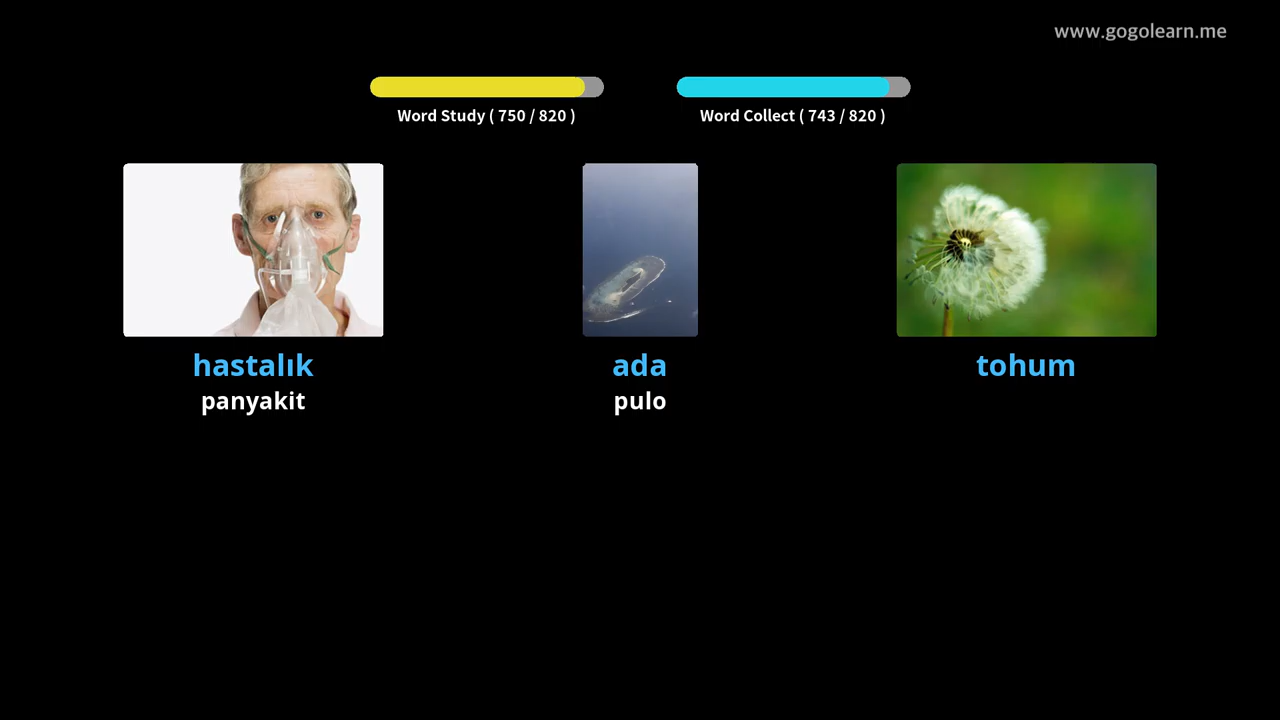 www.gogolearn.me
Word Study ( 750 / 820 )
Word Collect ( 743 / 820 )
hastalık
panyakit
ada
pulo
tohum